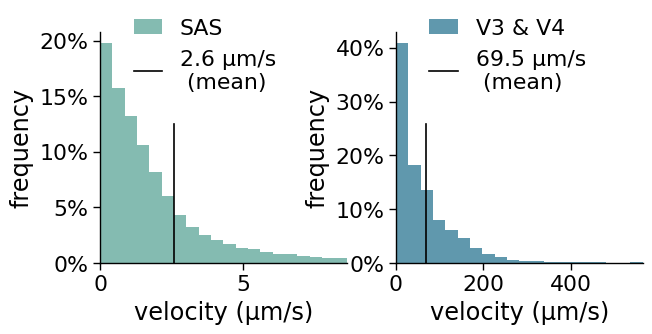 SAS
2.6 μm/s
(mean)
20%
15%
10%
5%
0%
frequency
0
5
velocity (μm/s)
V3 & V4
69.5 μm/s
(mean)
40%
30%
20%
10%
0%
frequency
0
200
400
velocity (μm/s)